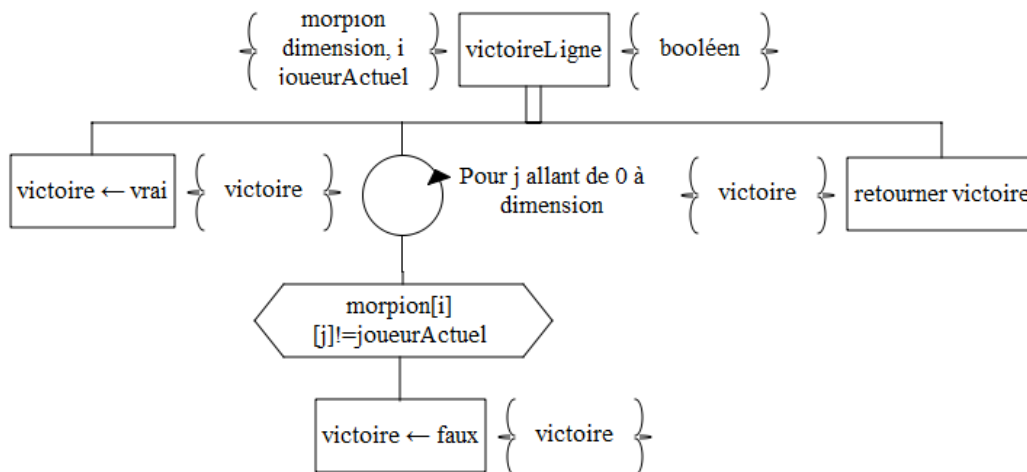 morpion
dimension, i
joueurActuel
victoireLigne
booléen
victoire ← vrai
victoire
Pour j allant de 0 à
dimension
victoire
retourner victoire
morpion[i]
[j]!=joueurActuel
victoire ← faux
victoire